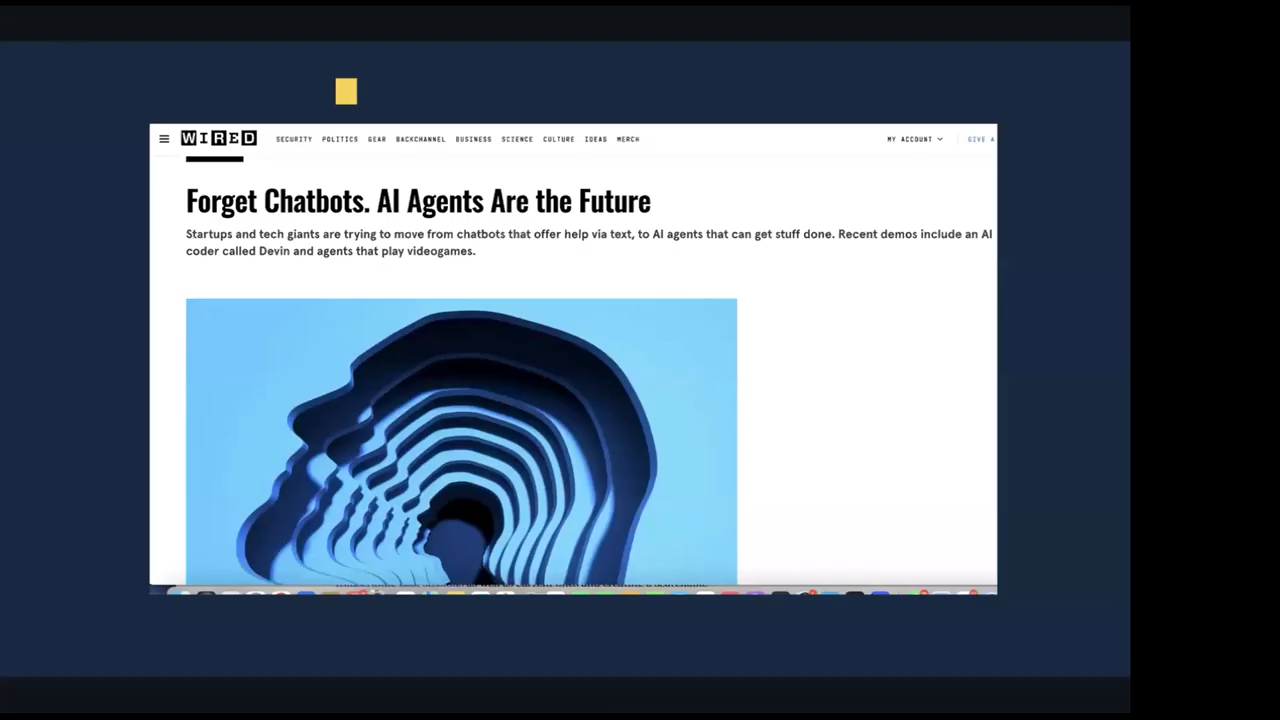 WIRED SECURITY POLITICS GEAR BACKCHANNEL BUSINESS SCIENCE CULTURE IDEAS MERCH MY ACCOUNT GIVE A
Forget Chatbots. AI Agents Are the Future
Startups and tech giants are trying to move from chatbots that offer help via text, to AI agents that can get stuff done. Recent demos include an AI
coder called Devin and agents that play videogames.